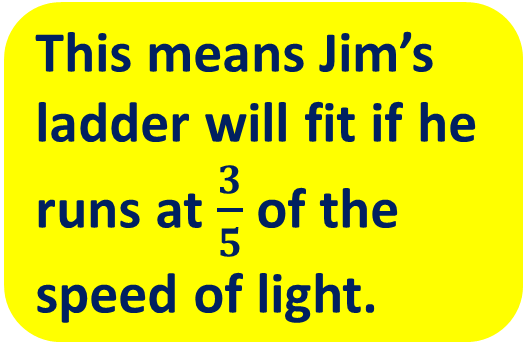 This means Jim’s
ladder will fit if he
runs at 3/5 of the
speed of light.